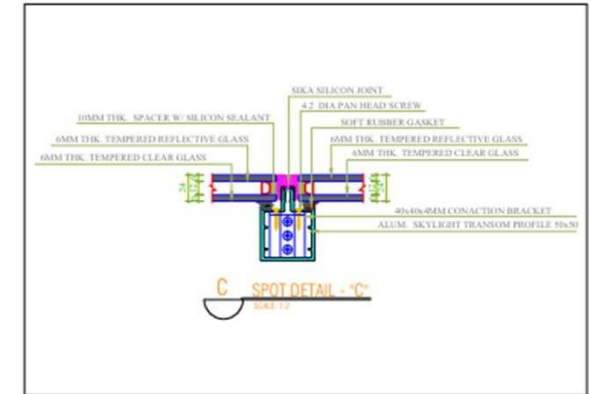 SIKA SILICON JOINT
4.2 DIA PAN HEAD SCREW
10MM THK. SPACER W/ SILICON SEALANT
SOFT RUBBER GASKET
6MM THK. TEMPERED REFLECTIVE GLASS
6MM THK. TEMPERED REFLECTIVE GLASS
6MM THK. TEMPERED CLEAR GLASS
6MM THK. TEMPERED CLEAR GLASS
24
24
40x40x4MM CONACTION BRACKET
ALUM. SKYLIGHT TRANSOM PROFILE 50x50
C SPOT DETAIL - "C"
SCALE: 1:2